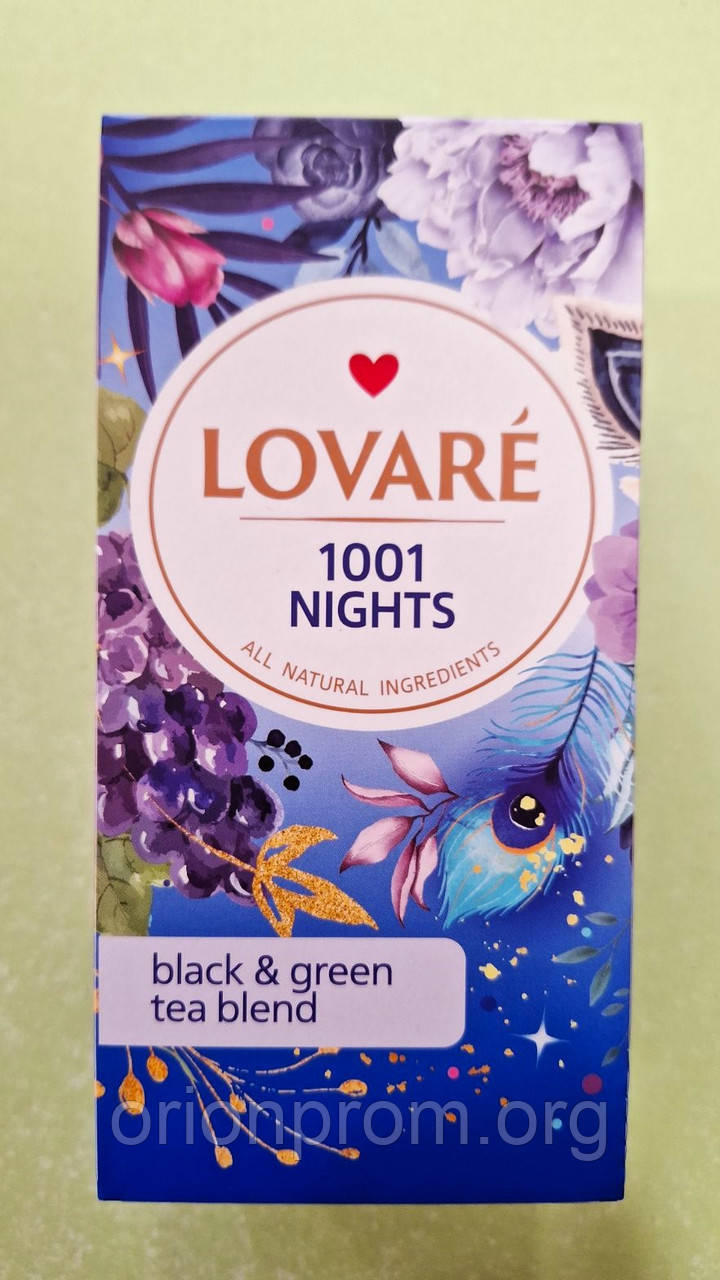 LOVARÉ
1001
NIGHTS
ALL NATURAL INGREDIENTS
black & green
tea blend
orionprom.org